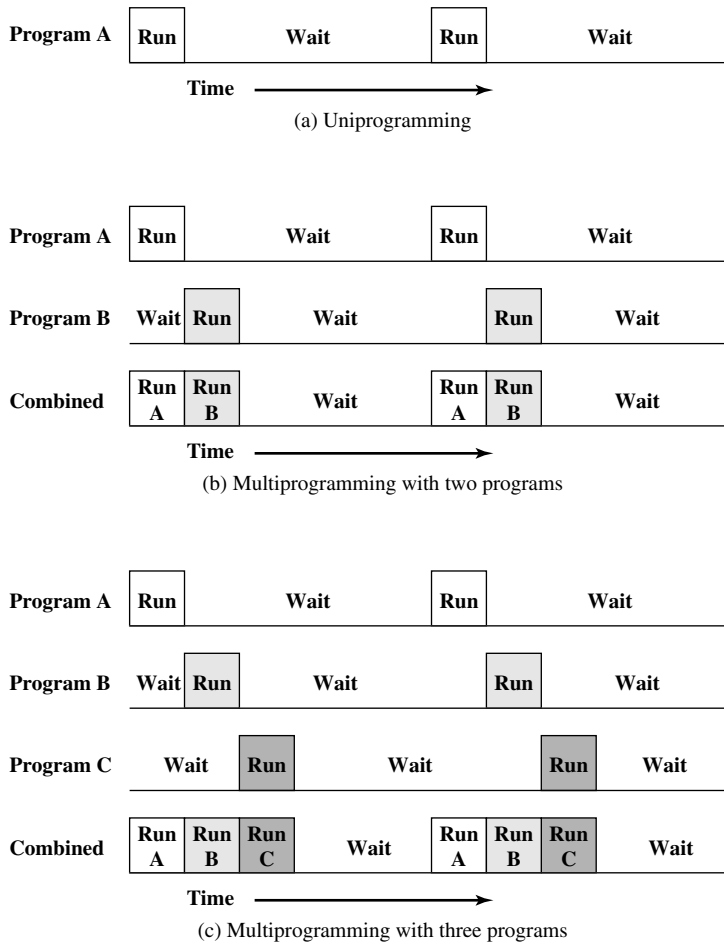 Program A Run Wait Run Wait
Time
(a) Uniprogramming
Program A Run Wait Run Wait
Program B Wait Run Wait Run Wait
Combined Run A Run B Wait Run A Run B Wait
Time
(b) Multiprogramming with two programs
Program A Run Wait Run Wait
Program B Wait Run Wait Run Wait
Program C Wait Run Wait Run Wait
Combined Run A Run B Run C Wait Run A Run B Run C Wait
Time
(c) Multiprogramming with three programs